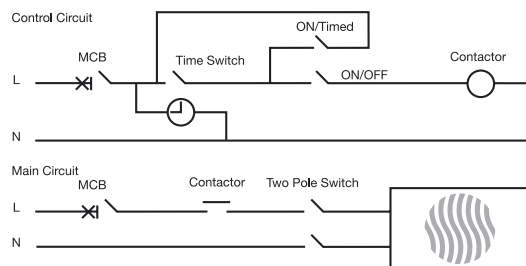 Control Circuit
ON/Timed
MCB
Time Switch
Contactor
L
ON/OFF
N
Main Circuit
MCB
Contactor
Two Pole Switch
L
N